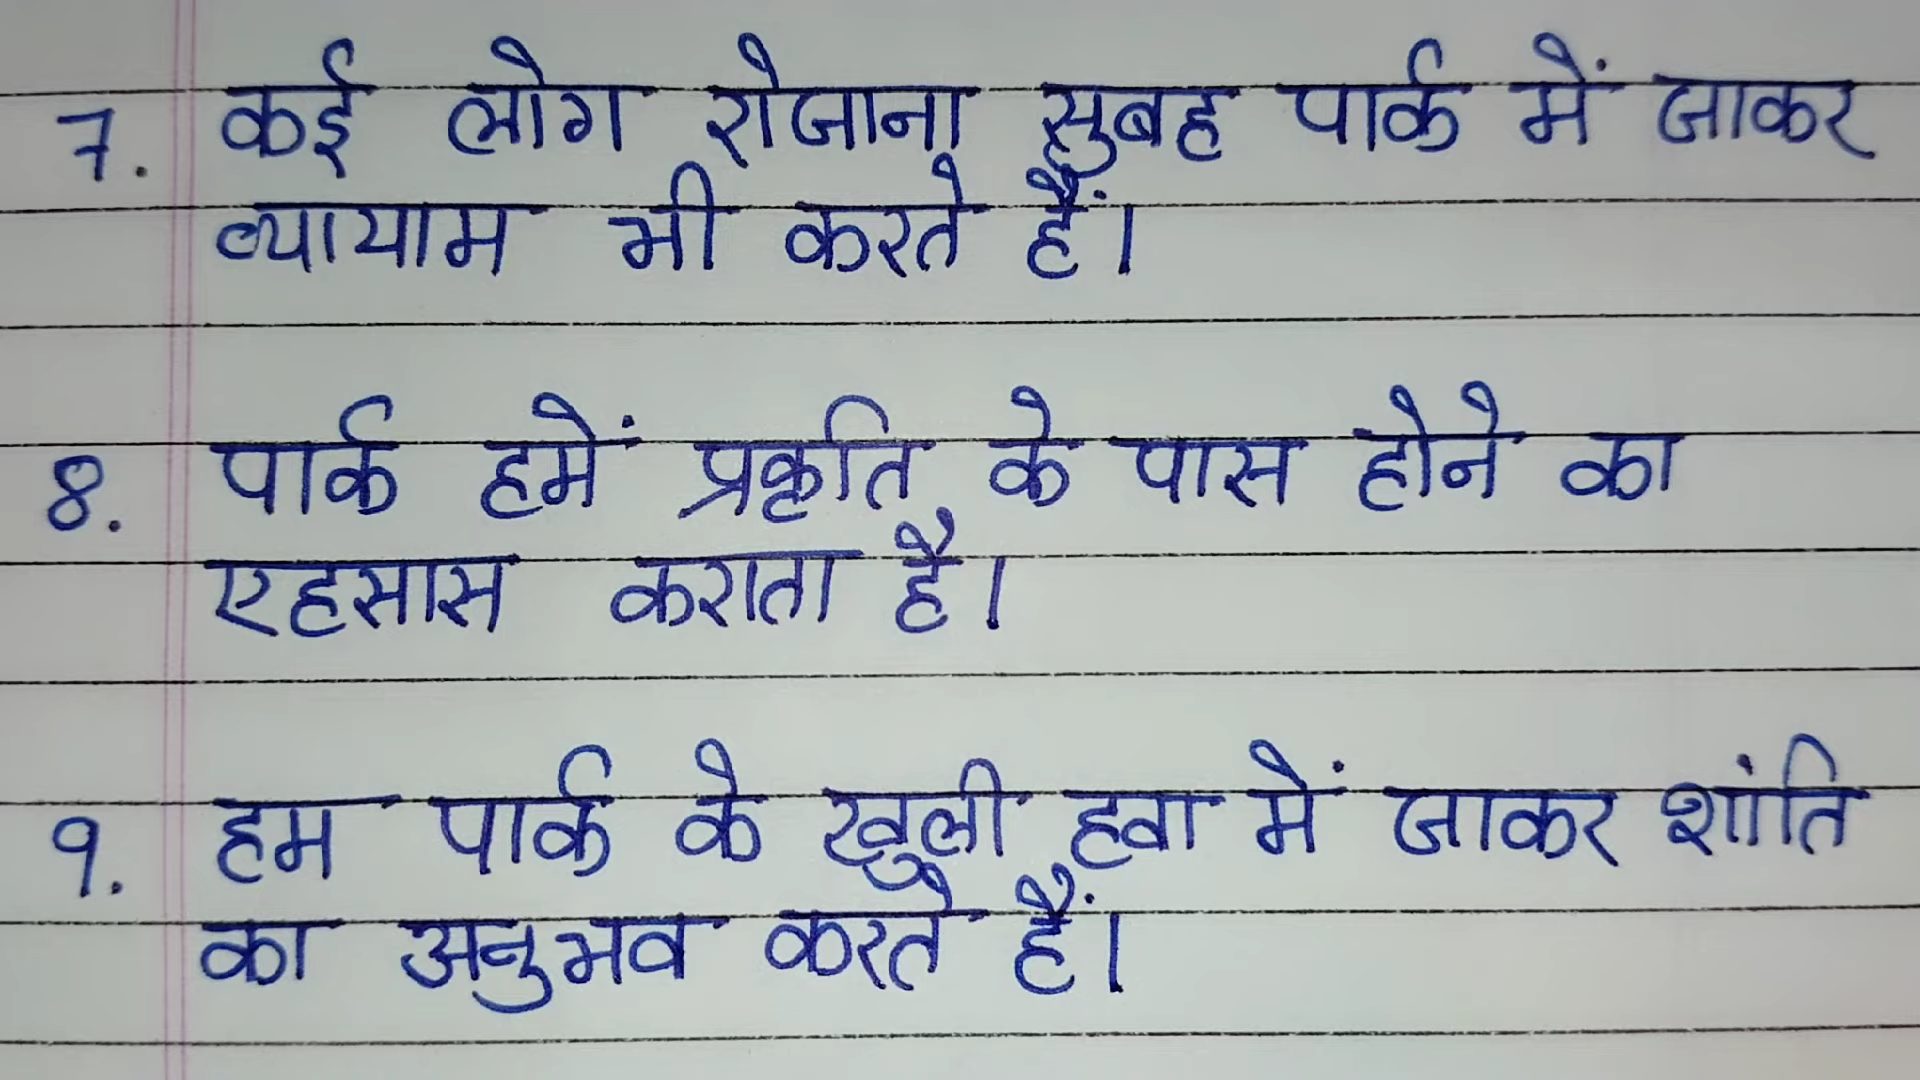 7. कई लोग रोजाना सुबह पार्क में जाकर
व्यायाम भी करते हैं।
8. पार्क हमें प्रकृति के पास होने का
एहसास कराता है।
9. हम पार्क के खुली हवा में जाकर शांति
का अनुभव करते हैं।